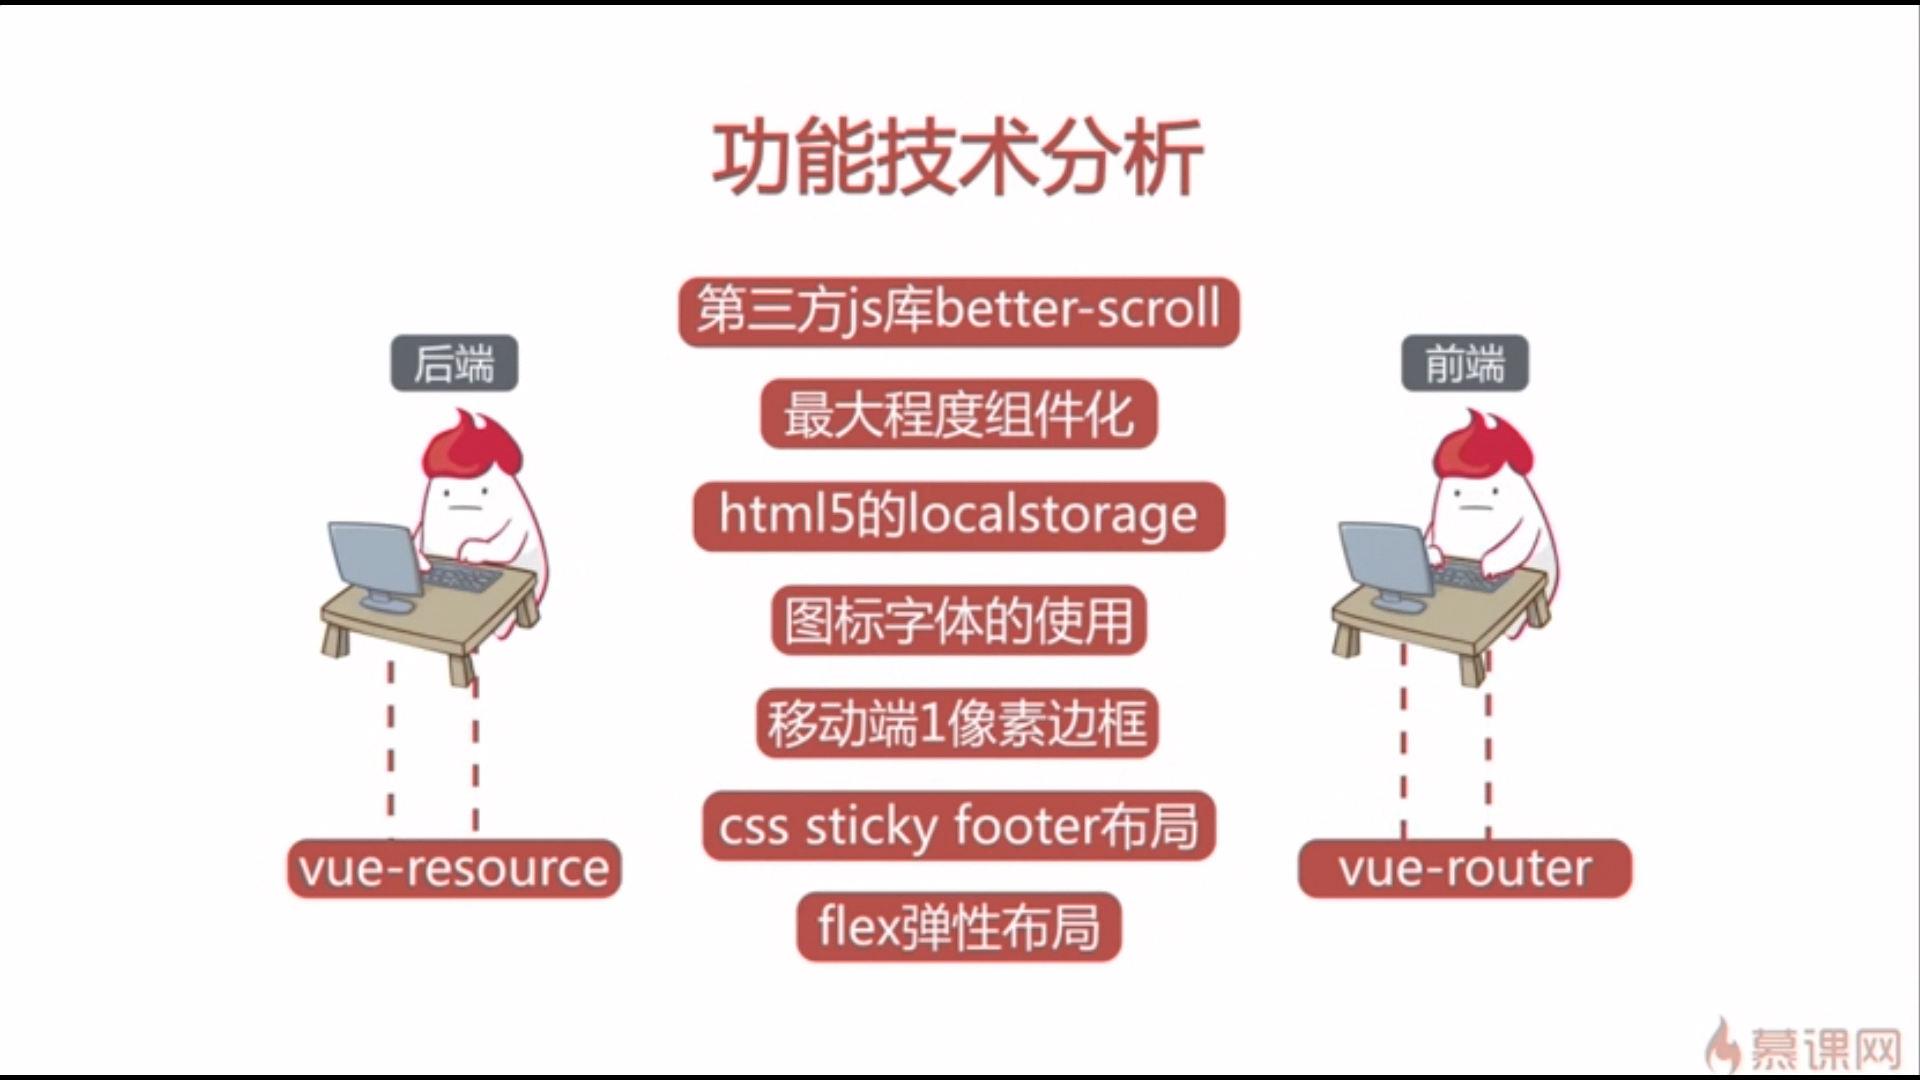 功能技术分析
第三方js库better-scroll
后端
前端
最大程度组件化
html5的localstorage
图标字体的使用
移动端1像素边框
css sticky footer布局
vue-resource
vue-router
flex弹性布局
慕课网